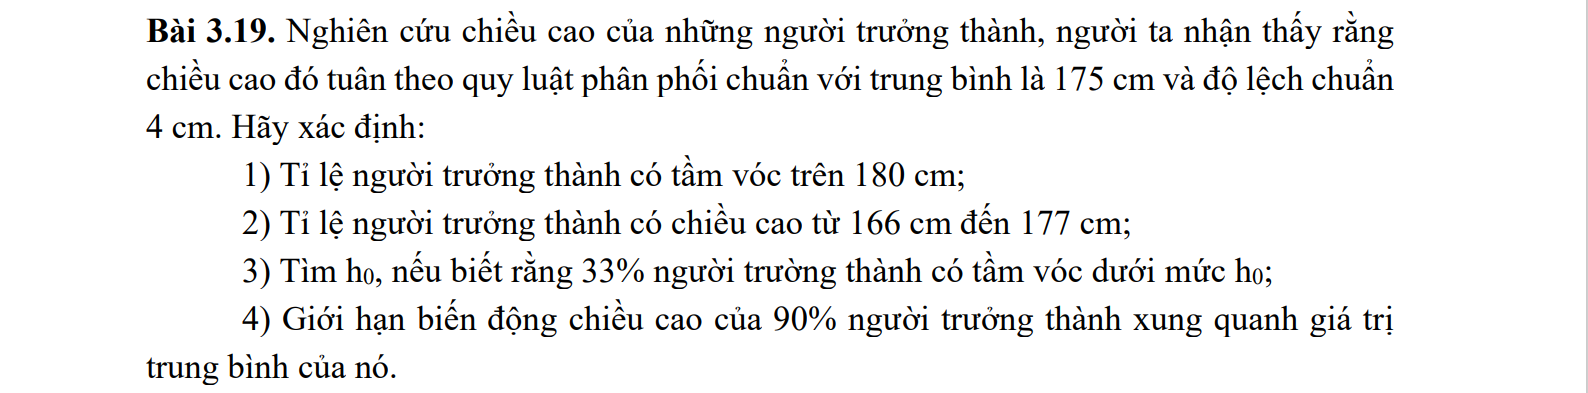 Bài 3.19. Nghiên cứu chiều cao của những người trưởng thành, người ta nhận thấy rằng
chiều cao đó tuân theo quy luật phân phối chuẩn với trung bình là 175 cm và độ lệch chuẩn
4 cm. Hãy xác định:
1) Tỉ lệ người trưởng thành có tầm vóc trên 180 cm;
2) Tỉ lệ người trưởng thành có chiều cao từ 166 cm đến 177 cm;
3) Tìm h₀, nếu biết rằng 33% người trường thành có tầm vóc dưới mức h₀;
4) Giới hạn biến động chiều cao của 90% người trưởng thành xung quanh giá trị
trung bình của nó.